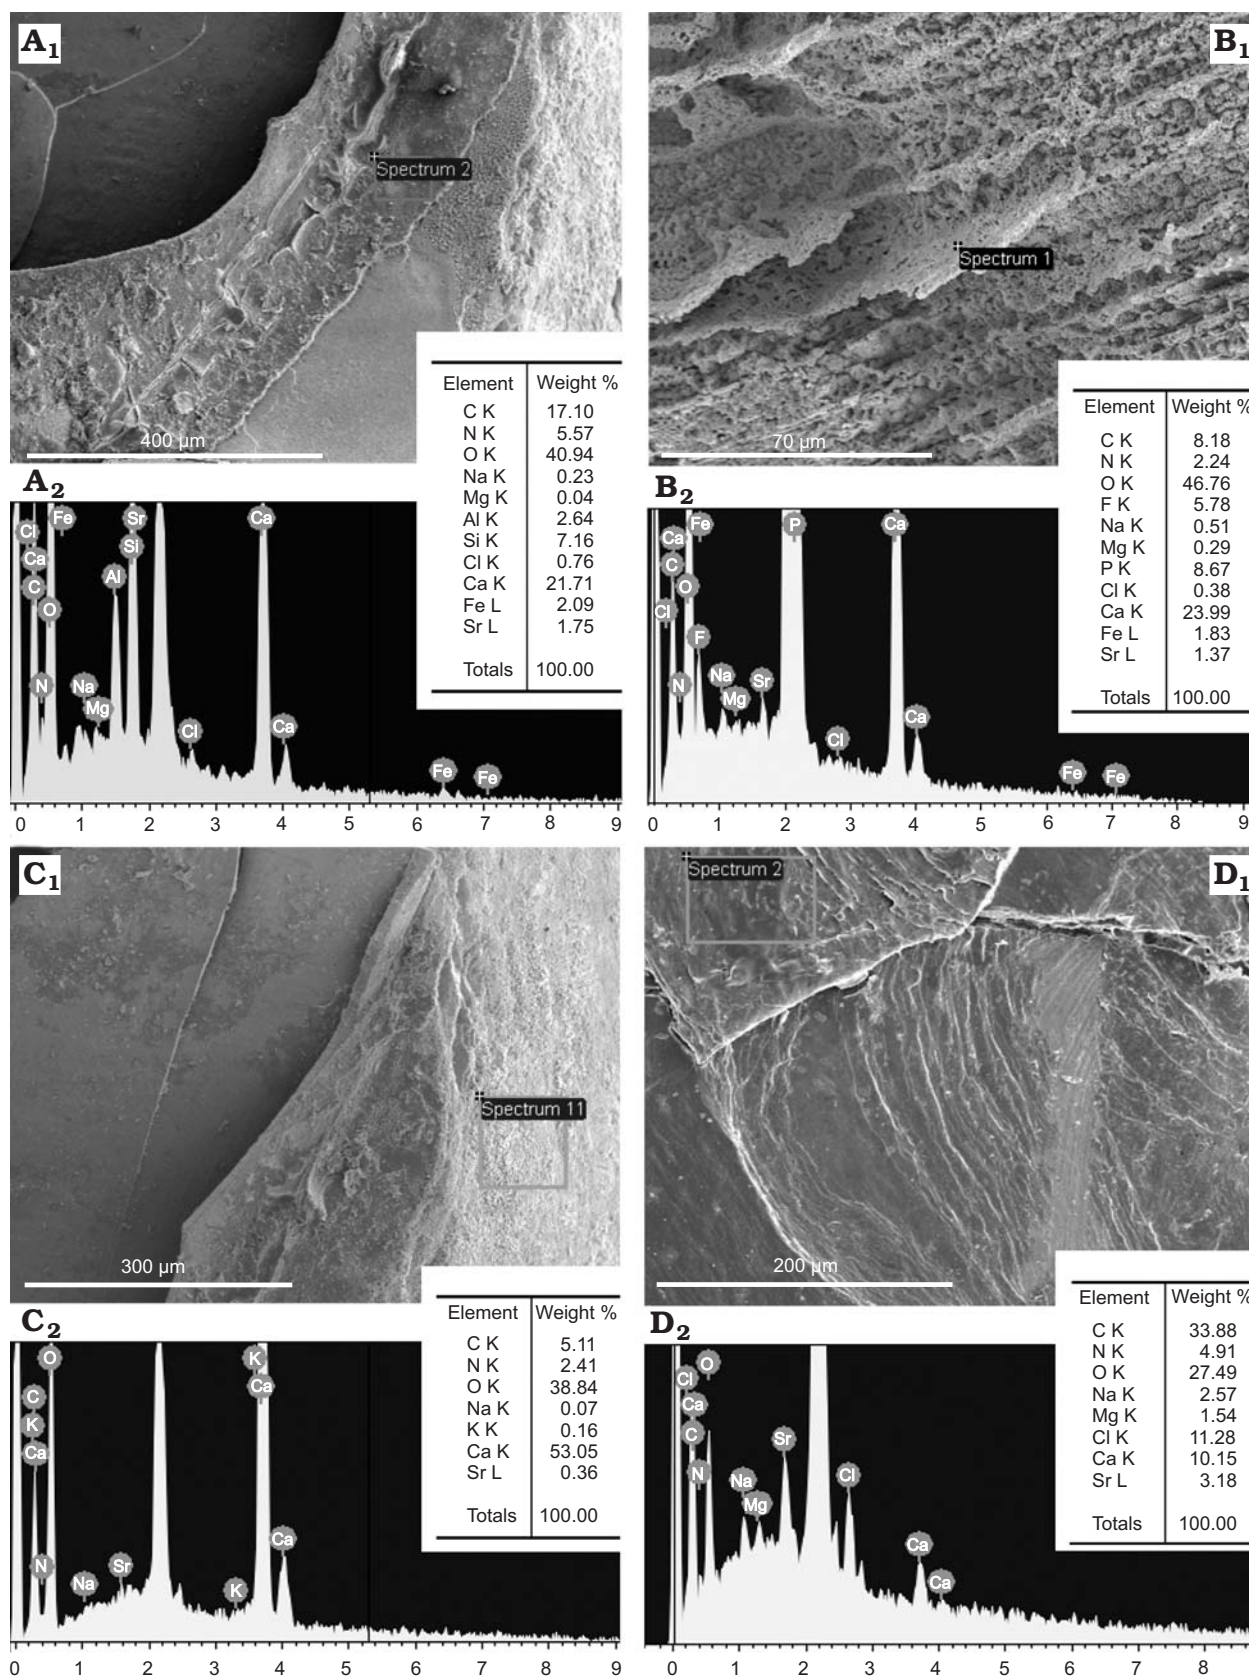 A1
Spectrum 2
400 µm
Element Weight %
C K 17.10
N K 5.57
O K 40.94
Na K 0.23
Mg K 0.04
Al K 2.64
Si K 7.16
Cl K 0.76
Ca K 21.71
Fe L 2.09
Sr L 1.75
Totals 100.00
B1
Spectrum 1
70 µm
Element Weight %
C K 8.18
N K 2.24
O K 46.76
F K 5.78
Na K 0.51
Mg K 0.29
P K 8.67
Cl K 0.38
Ca K 23.99
Fe L 1.83
Sr L 1.37
Totals 100.00
A2
Cl Fe Sr Ca
Ca Si
C Al
O
N Na
Mg
Cl Ca
Fe Fe
0 1 2 3 4 5 6 7 8 9
B2
Fe P Ca
Ca
C
O
Cl
F
N Na Sr
Mg
Cl Ca
Fe Fe
0 1 2 3 4 5 6 7 8 9
C1
Spectrum 11
300 µm
Element Weight %
C K 5.11
N K 2.41
O K 38.84
Na K 0.07
K K 0.16
Ca K 53.05
Sr L 0.36
Totals 100.00
D1
Spectrum 2
200 µm
Element Weight %
C K 33.88
N K 4.91
O K 27.49
Na K 2.57
Mg K 1.54
Cl K 11.28
Ca K 10.15
Sr L 3.18
Totals 100.00
C2
O K
C Ca
K
Ca
N Na Sr K Ca
0 1 2 3 4 5 6 7 8 9
D2
Cl O
Ca
C Sr
N Na Cl
Mg
Ca
Ca
0 1 2 3 4 5 6 7 8